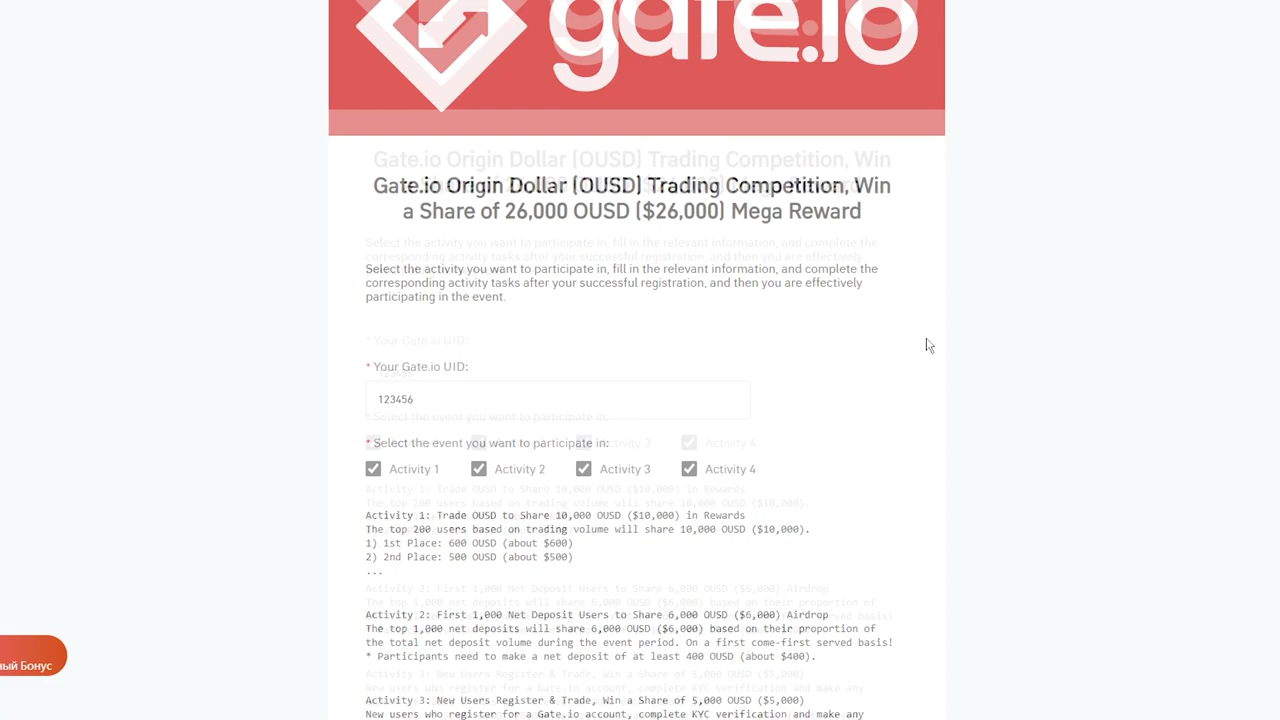 gate.io
Gate.io Origin Dollar (OUSD) Trading Competition, Win
a Share of 26,000 OUSD ($26,000) Mega Reward
Select the activity you want to participate in, fill in the relevant information, and complete the
corresponding activity tasks after your successful registration, and then you are effectively
participating in the event.
* Your Gate.io UID:
123456
* Select the event you want to participate in:
Activity 1 Activity 2 Activity 3 Activity 4
Activity 1: Trade OUSD to Share 10,000 OUSD ($10,000) in Rewards
The top 200 users based on trading volume will share 10,000 OUSD ($10,000).
1) 1st Place: 600 OUSD (about $600)
2) 2nd Place: 500 OUSD (about $500)
...
Activity 2: First 1,000 Net Deposit Users to Share 6,000 OUSD ($6,000) Airdrop
The top 1,000 net deposits will share 6,000 OUSD ($6,000) based on their proportion of
the total net deposit volume during the event period. On a first come-first served basis!
* Participants need to make a net deposit of at least 400 OUSD (about $400).
Activity 3: New Users Register & Trade, Win a Share of 5,000 OUSD ($5,000)
New users who register for a Gate.io account, complete KYC verification and make any
ный Бонус